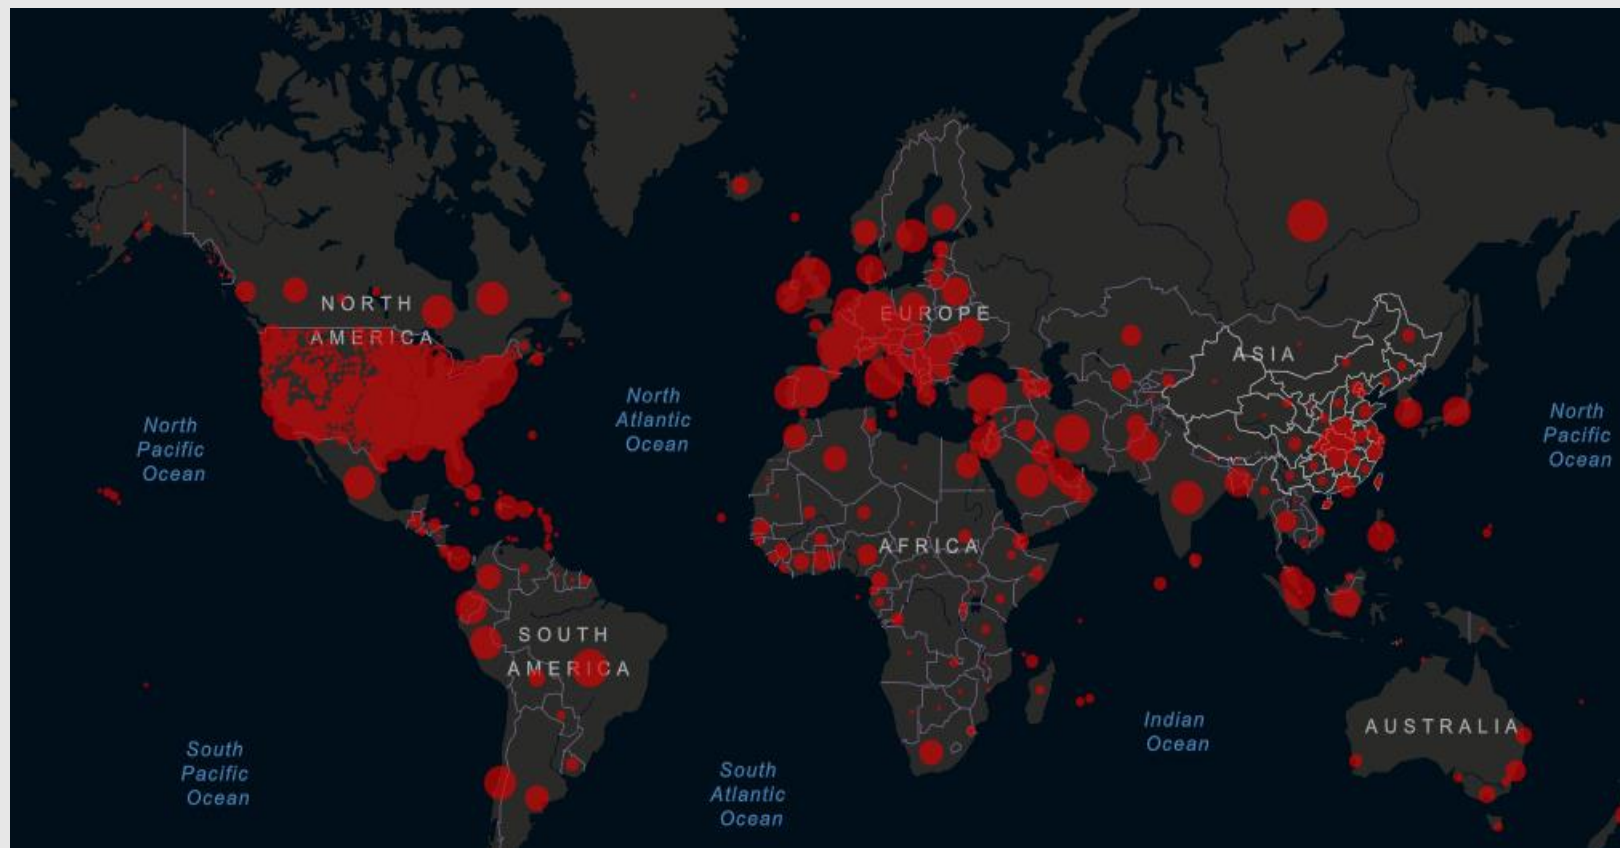 NORTH
AMERICA
EUROPE
ASIA
North
Pacific
Ocean
North
Atlantic
Ocean
North
Pacific
Ocean
AFRICA
SOUTH
AMERICA
Indian
Ocean
AUSTRALIA
South
Pacific
Ocean
South
Atlantic
Ocean